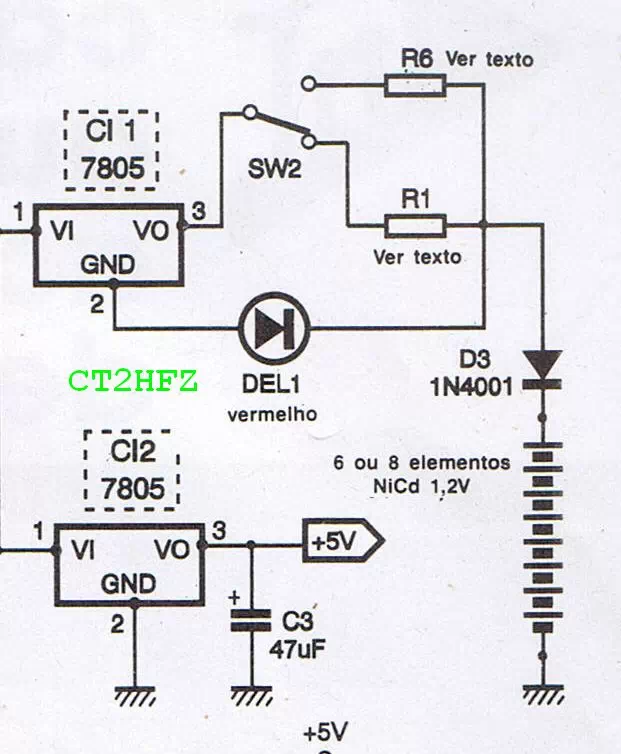 R6 Ver texto
CI 1
7805
SW2
R1
1
3
VI VO
GND
Ver texto
2
CT2HFZ
DEL1
vermelho
D3
1N4001
CI2
7805
6 ou 8 elementos
NiCd 1,2V
1
3
VI VO
+5V
GND
+
C3
2
47uF
+5V